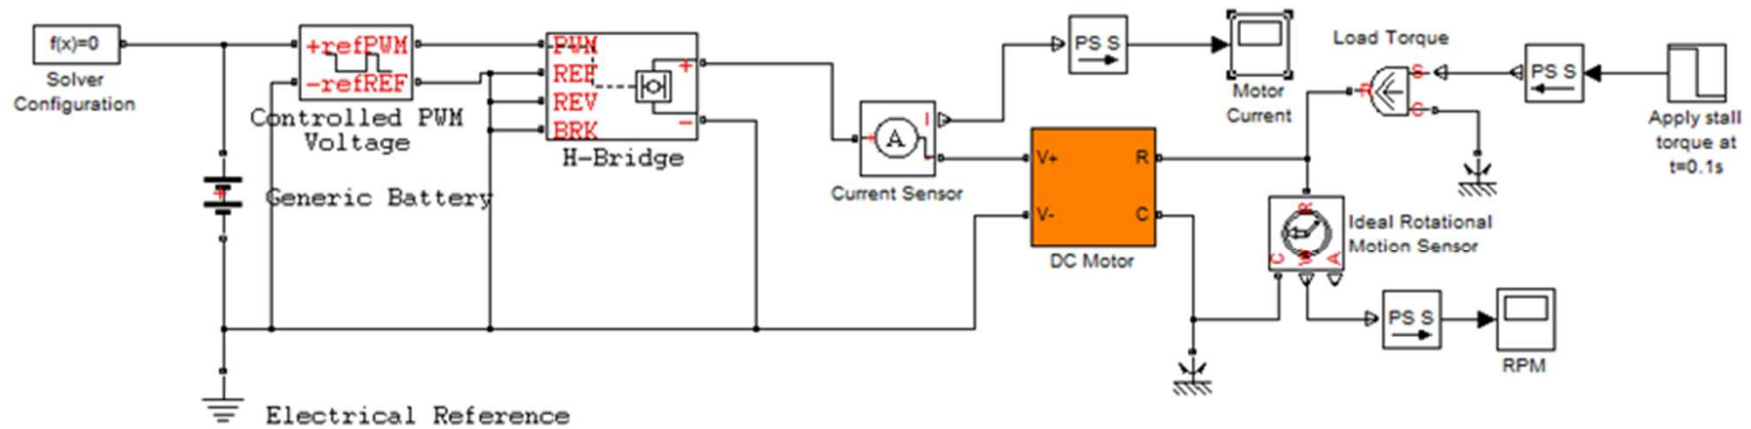 f(x)=0
Solver
Configuration
+refPWM
-refREF
Controlled PWM
Voltage
PWM
REF
REV
BRK
+
-
H-Bridge
Generic Battery
+
Electrical Reference
+
A
I
-
Current Sensor
PS S
Motor
Current
V+
V-
R
C
DC Motor
Load Torque
R
S
C
PS S
Apply stall
torque at
t=0.1s
R
C
W
A
Ideal Rotational
Motion Sensor
PS S
RPM